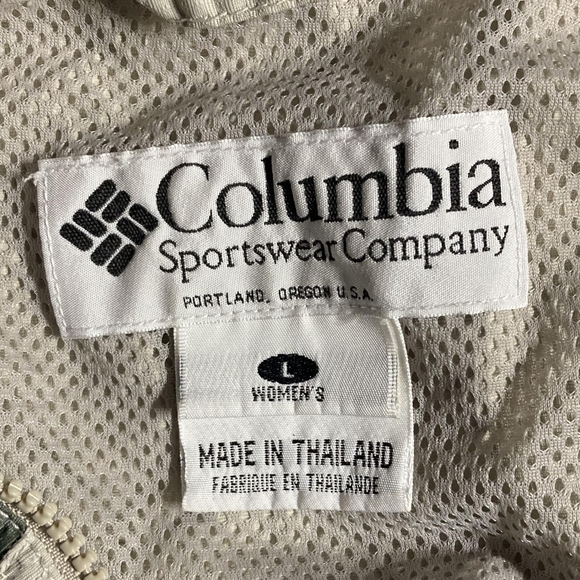 Columbia
Sportswear Company
PORTLAND, OREGON U.S.A.
L
WOMEN'S
MADE IN THAILAND
FABRIQUE EN THAILANDE